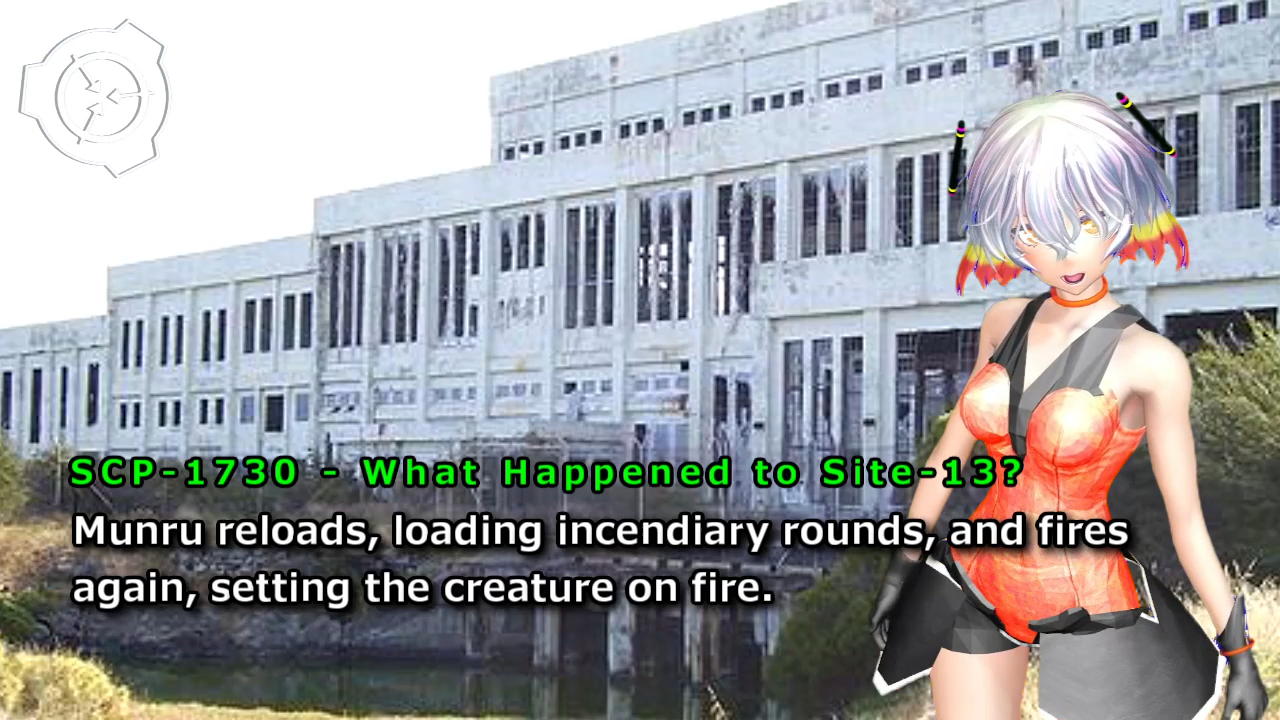 SCP-1730 - What Happened to Site-13?
Munru reloads, loading incendiary rounds, and fires
again, setting the creature on fire.